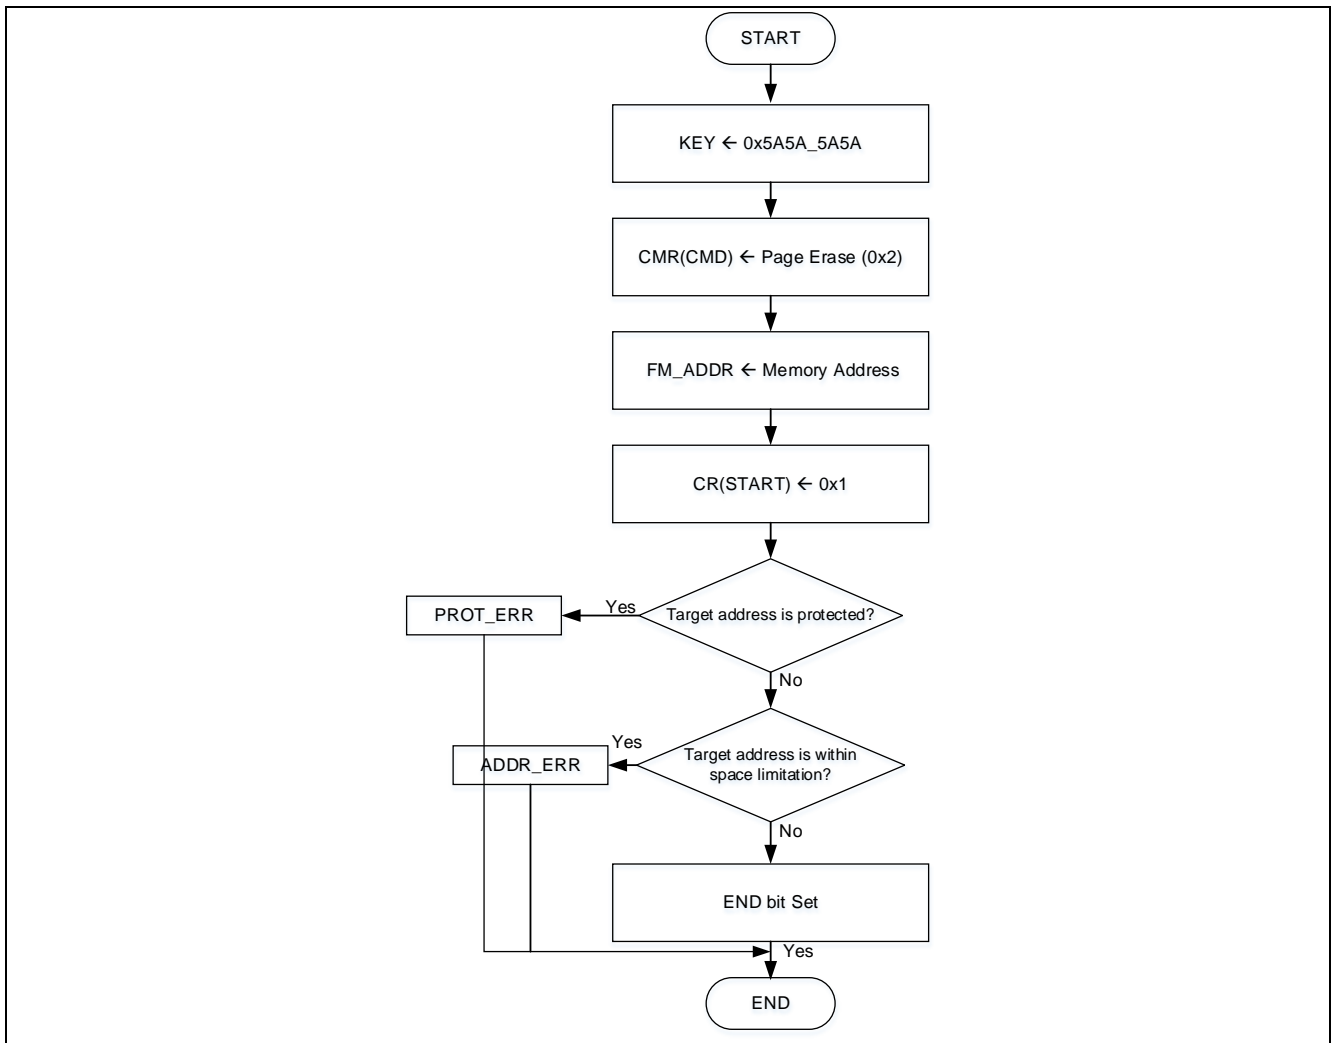 START
KEY ← 0x5A5A_5A5A
CMR(CMD) ← Page Erase (0x2)
FM_ADDR ← Memory Address
CR(START) ← 0x1
PROT_ERR
Yes
Target address is protected?
No
Yes
ADDR_ERR
Target address is within
space limitation?
No
END bit Set
Yes
END